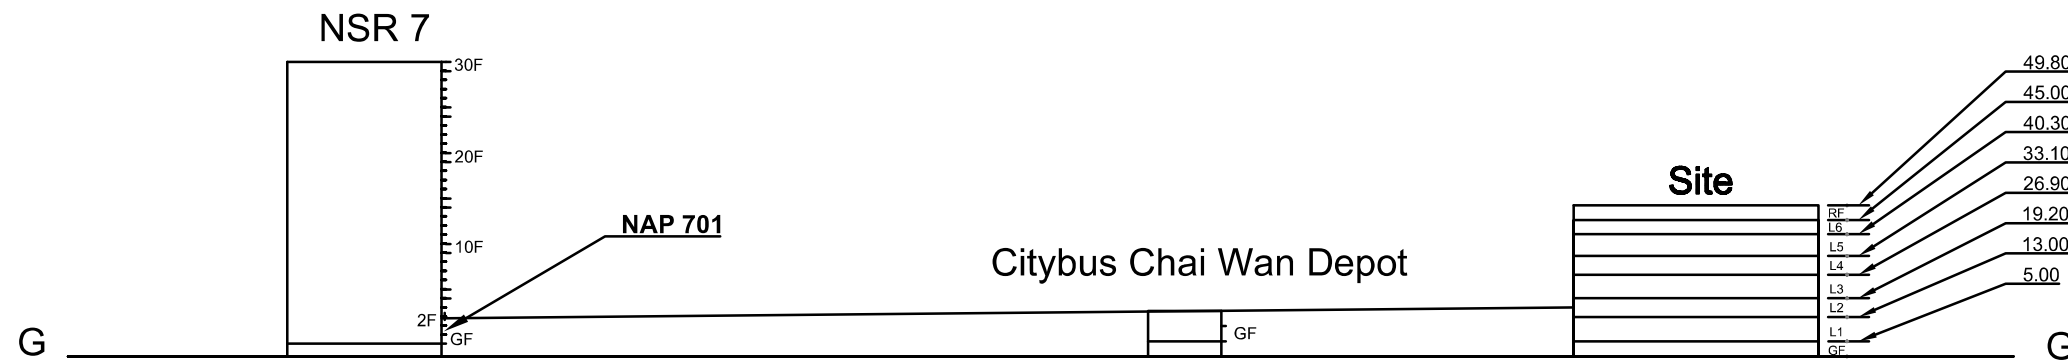 NSR 7
30F
20F
10F
2F
GF
NAP 701
Citybus Chai Wan Depot
GF
Site
RF
L6
L5
L4
L3
L2
L1
GF
49.80
45.00
40.30
33.10
26.90
19.20
13.00
5.00
G
G